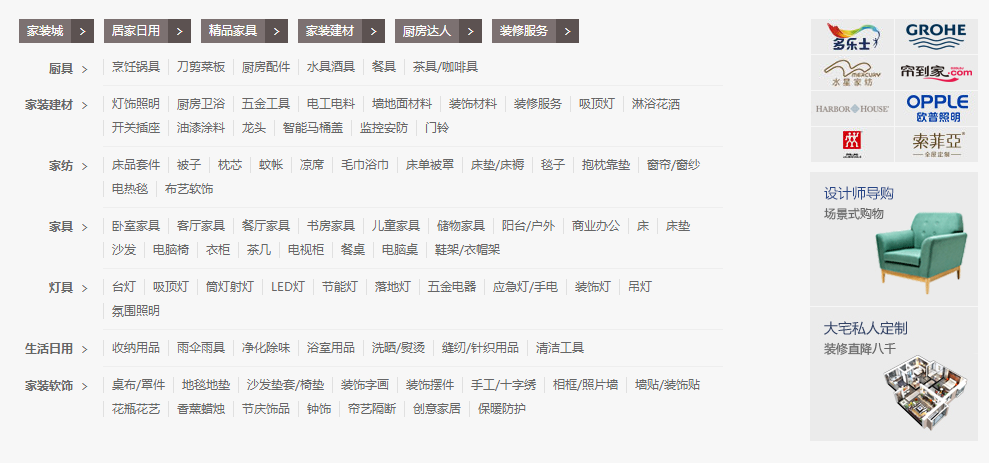 家装城 > 居家日用 > 精品家具 > 家装建材 > 厨房达人 > 装修服务 >
厨具 > 烹饪锅具 刀剪菜板 厨房配件 水具酒具 餐具 茶具/咖啡具
家装建材 > 灯饰照明 厨房卫浴 五金工具 电工电料 墙地面材料 装饰材料 装修服务 吸顶灯 淋浴花洒
开关插座 油漆涂料 龙头 智能马桶盖 监控安防 门铃
家纺 > 床品套件 被子 枕芯 蚊帐 凉席 毛巾浴巾 床单被罩 床垫/床褥 毯子 抱枕靠垫 窗帘/窗纱
电热毯 布艺软饰
家具 > 卧室家具 客厅家具 餐厅家具 书房家具 儿童家具 储物家具 阳台/户外 商业办公 床 床垫
沙发 电脑椅 衣柜 茶几 电视柜 餐桌 电脑桌 鞋架/衣帽架
灯具 > 台灯 吸顶灯 筒灯射灯 LED灯 节能灯 落地灯 五金电器 应急灯/手电 装饰灯 吊灯
氛围照明
生活日用 > 收纳用品 雨伞雨具 净化除味 浴室用品 洗晒/熨烫 缝纫/针织用品 清洁工具
家装软饰 > 桌布/罩件 地毯地垫 沙发垫套/椅垫 装饰字画 装饰摆件 手工/十字绣 相框/照片墙 墙贴/装饰贴
花瓶花艺 香薰蜡烛 节庆饰品 钟饰 帘艺隔断 创意家居 保暖防护
多乐士
GROHE
MERCURY
水星家纺
帘到家.com
HARBOR HOUSE
OPPLE
欧普照明
索菲亞
全屋定制
设计师导购
场景式购物
大宅私人定制
装修直降八千